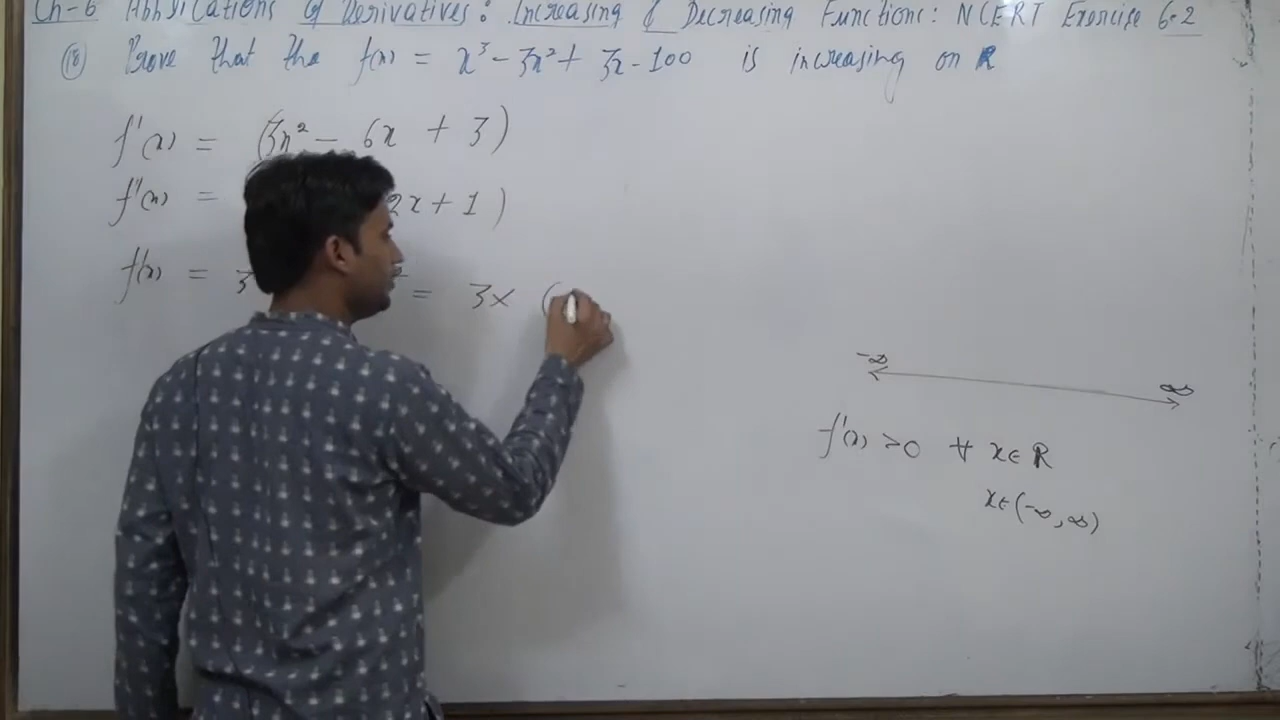 Ch-6 Applications of Derivatives: Increasing & Decreasing Functions: NCERT Exercise 6.2
(18) Prove that the f(x) = x³ - 3x² + 3x - 100 is increasing on R
f'(x) = (3x² - 6x + 3)
f'(x) = 2x + 1)
f'(x) = 3 = 3× (
-∞ ∞
f'(x) >0 ∀ x∈ R
x∈(-∞, ∞)